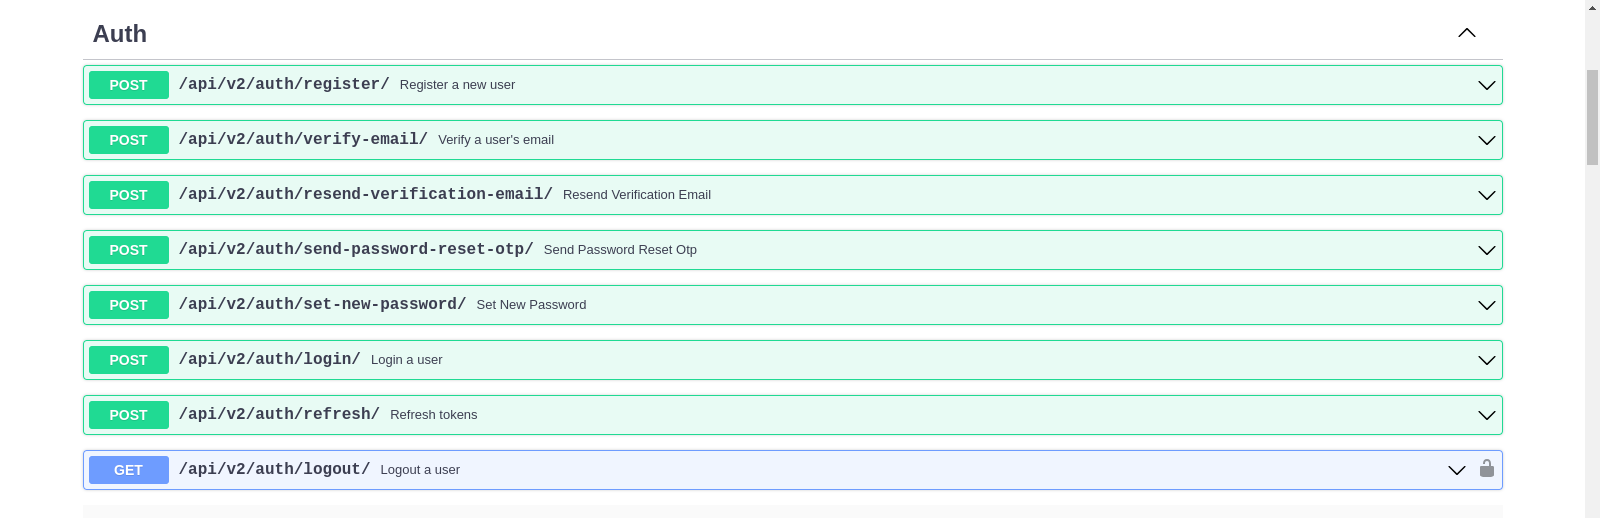 Auth
POST /api/v2/auth/register/ Register a new user
POST /api/v2/auth/verify-email/ Verify a user's email
POST /api/v2/auth/resend-verification-email/ Resend Verification Email
POST /api/v2/auth/send-password-reset-otp/ Send Password Reset Otp
POST /api/v2/auth/set-new-password/ Set New Password
POST /api/v2/auth/login/ Login a user
POST /api/v2/auth/refresh/ Refresh tokens
GET /api/v2/auth/logout/ Logout a user